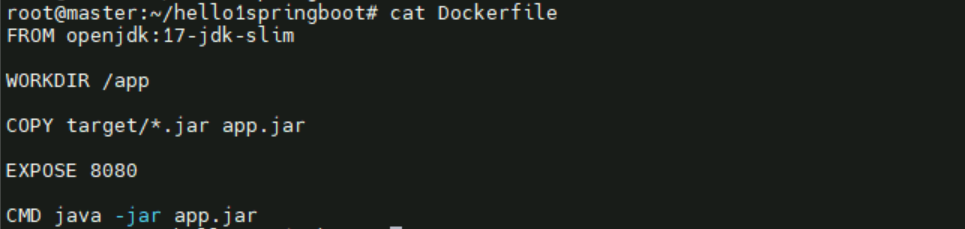 root@master:~/hello1springboot# cat Dockerfile
FROM openjdk:17-jdk-slim
WORKDIR /app
COPY target/*.jar app.jar
EXPOSE 8080
CMD java -jar app.jar